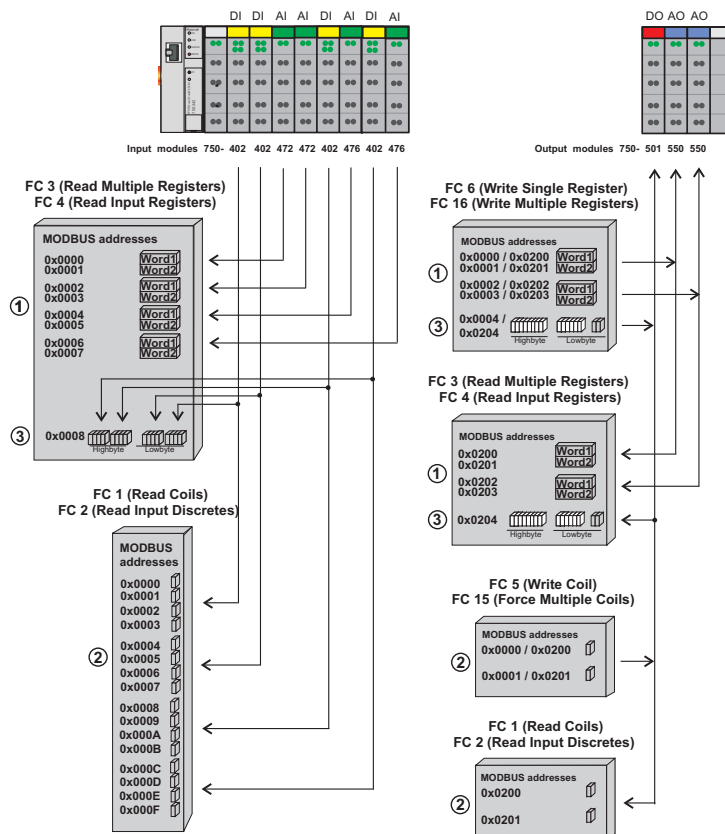 DI DI AI AI DI AI DI AI
DO AO AO
Input modules 750- 402 402 472 472 402 476 402 476
Output modules 750- 501 550 550
FC 3 (Read Multiple Registers)
FC 4 (Read Input Registers)
MODBUS addresses
0x0000 Word1
0x0001 Word2
0x0002 Word1
0x0003 Word2
0x0004 Word1
0x0005 Word2
0x0006 Word1
0x0007 Word2
1
3 0x0008
Highbyte Lowbyte
FC 1 (Read Coils)
FC 2 (Read Input Discretes)
MODBUS
addresses
0x0000
0x0001
0x0002
0x0003
0x0004
0x0005
0x0006
0x0007
2
0x0008
0x0009
0x000A
0x000B
0x000C
0x000D
0x000E
0x000F
FC 6 (Write Single Register)
FC 16 (Write Multiple Registers)
MODBUS addresses
0x0000 / 0x0200 Word1
0x0001 / 0x0201 Word2
1
0x0002 / 0x0202 Word1
0x0003 / 0x0203 Word2
3 0x0004 /
0x0204
Highbyte Lowbyte
FC 3 (Read Multiple Registers)
FC 4 (Read Input Registers)
MODBUS addresses
0x0200 Word1
0x0201 Word2
1
0x0202 Word1
0x0203 Word2
3 0x0204
Highbyte Lowbyte
FC 5 (Write Coil)
FC 15 (Force Multiple Coils)
MODBUS addresses
0x0000 / 0x0200
2
0x0001 / 0x0201
FC 1 (Read Coils)
FC 2 (Read Input Discretes)
MODBUS addresses
0x0200
2
0x0201